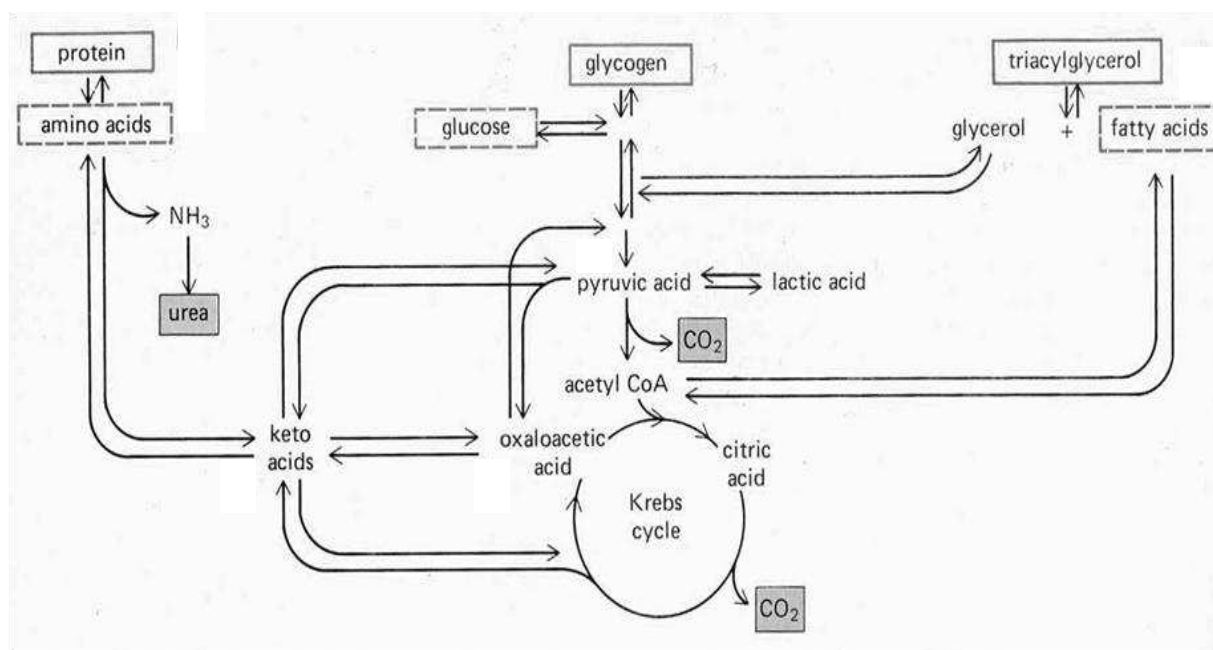 protein
glycogen
triacylglycerol
amino acids
glucose
glycerol
+
fatty acids
NH3
urea
pyruvic acid
lactic acid
CO2
acetyl CoA
keto
acids
oxaloacetic
acid
citric
acid
Krebs
cycle
CO2